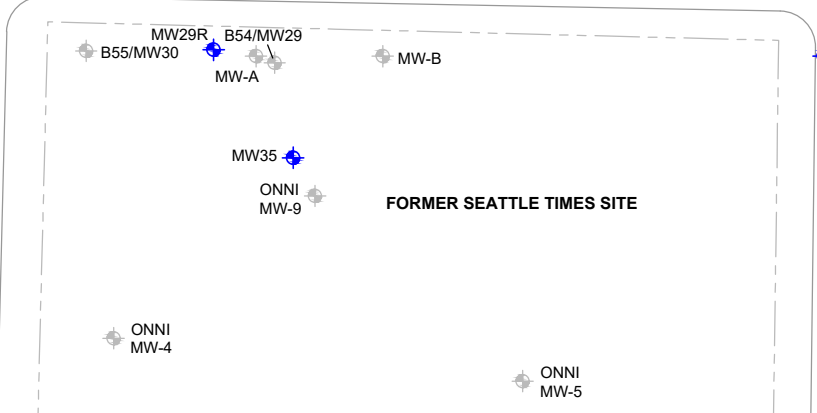 MW29R
B54/MW29
B55/MW30
MW-A
MW-B
MW35
ONNI
MW-9
FORMER SEATTLE TIMES SITE
ONNI
MW-4
ONNI
MW-5